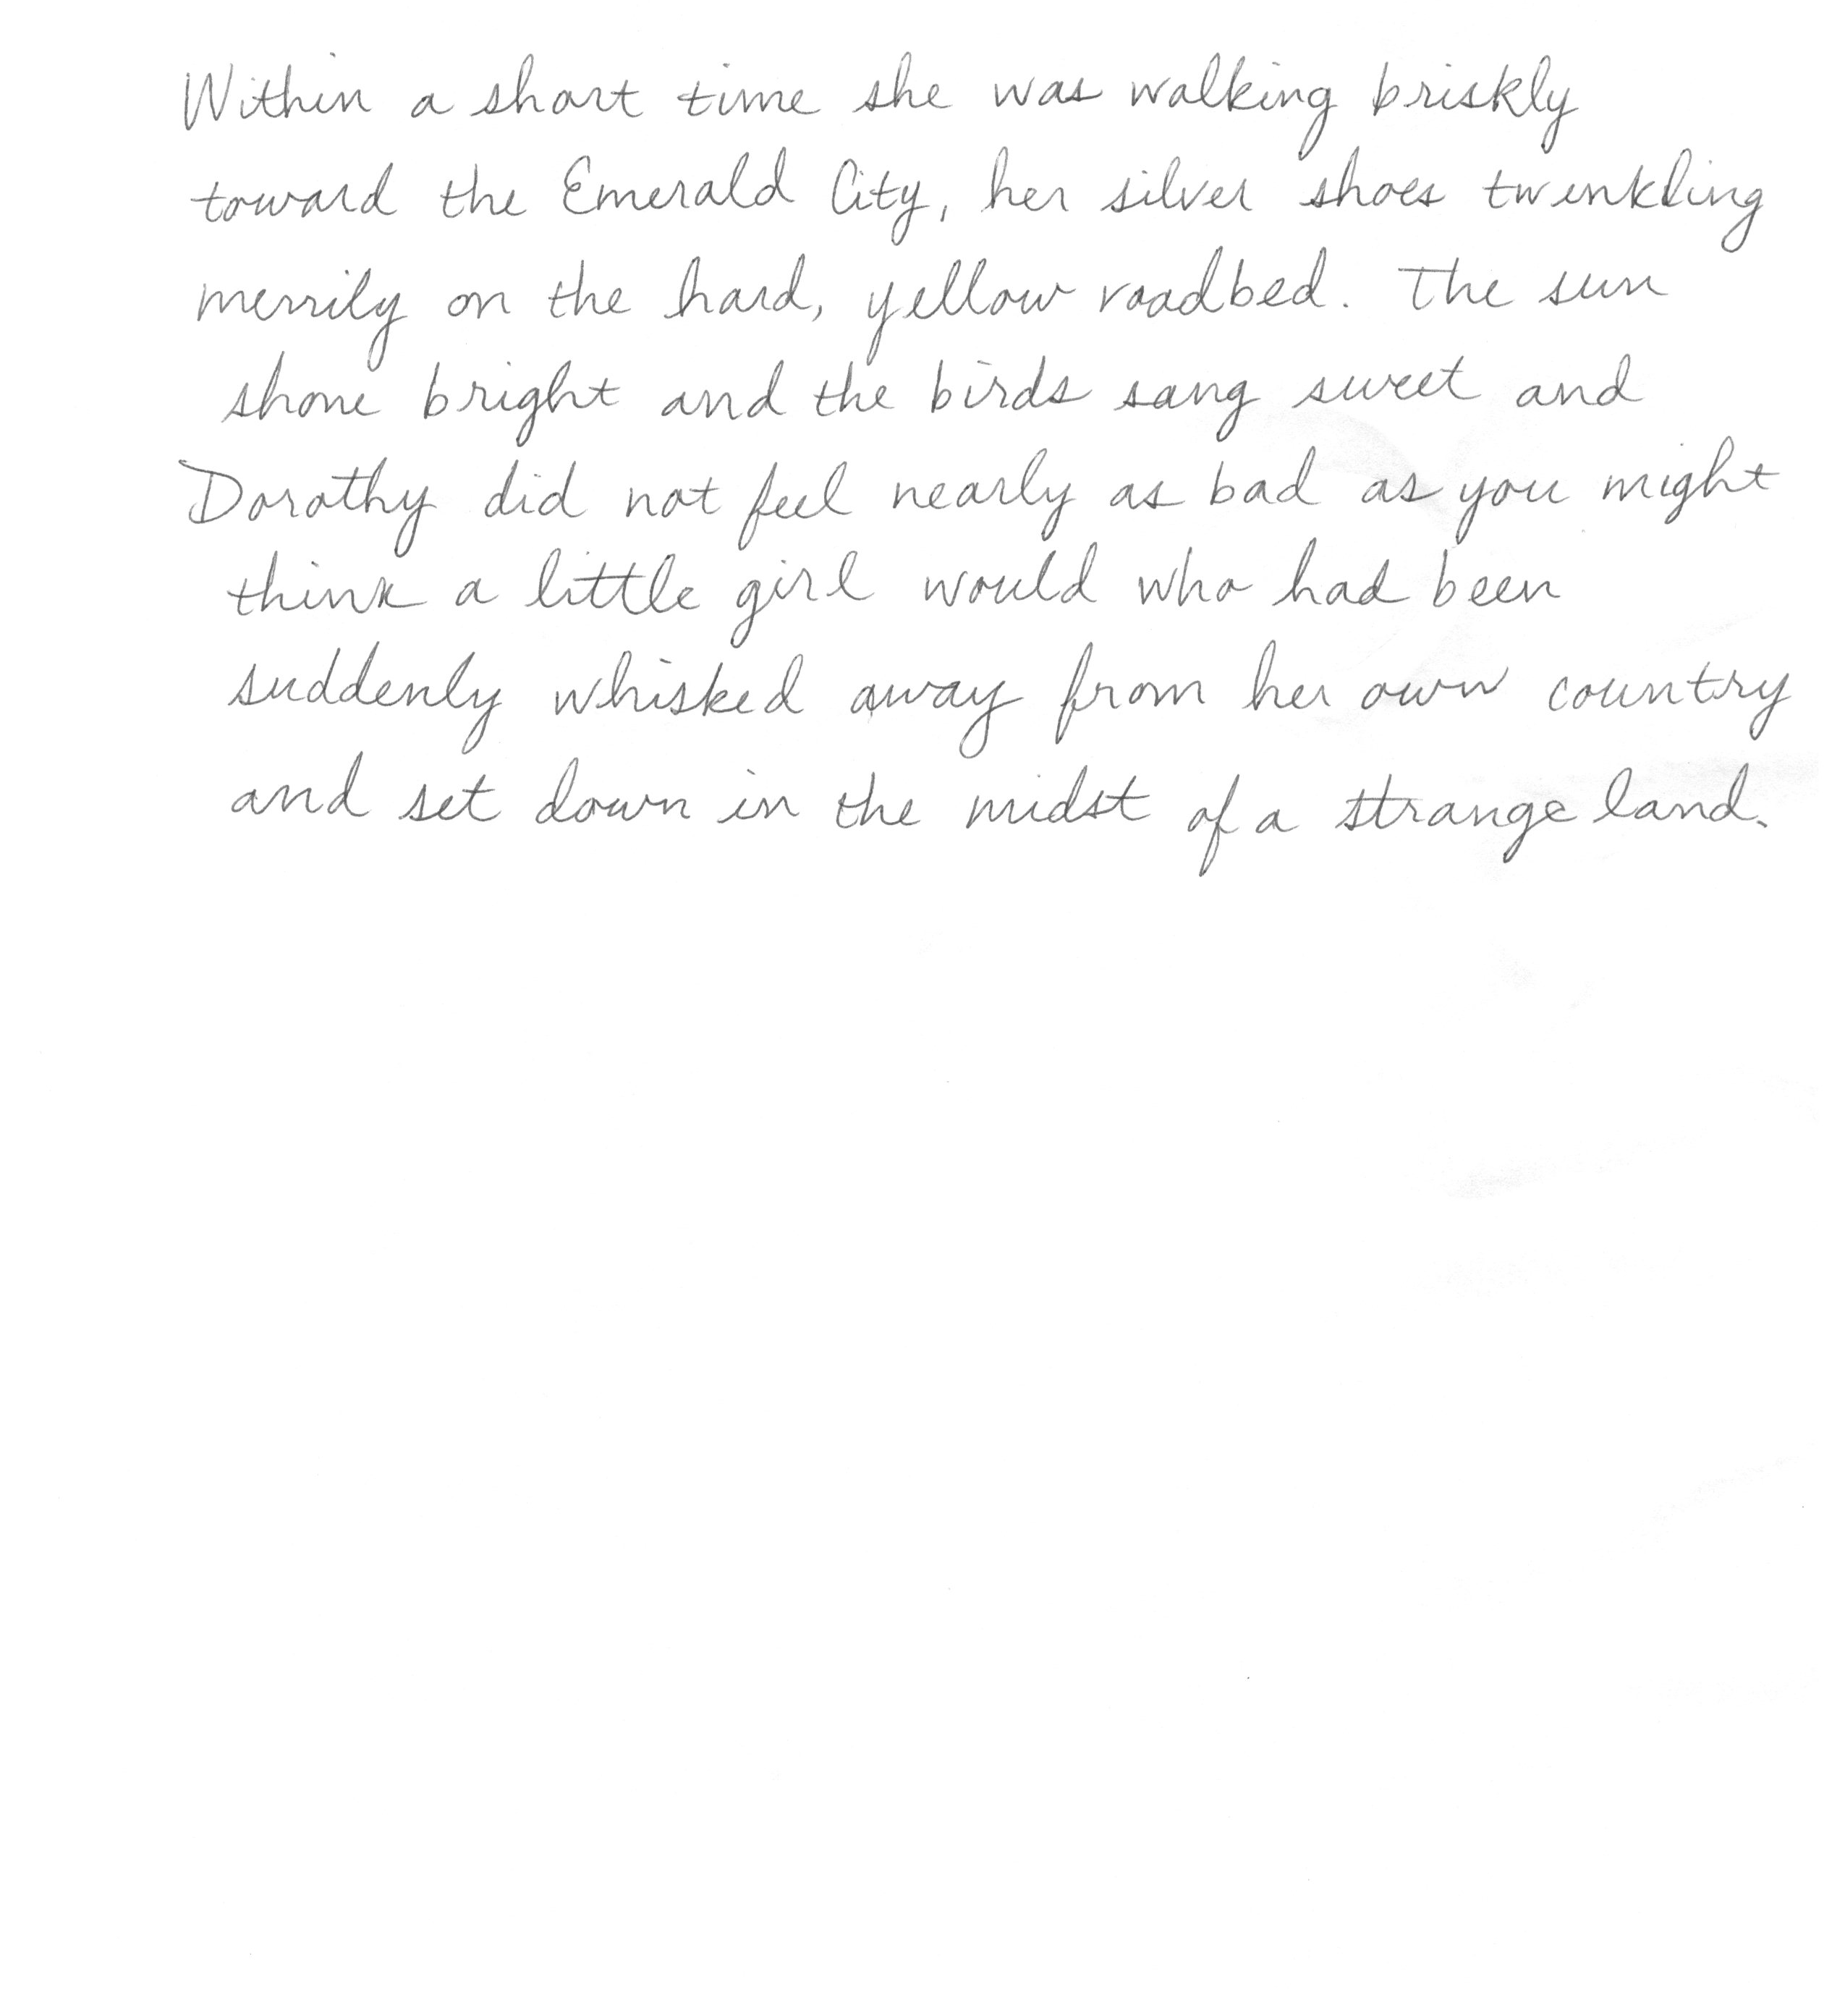 Within a short time she was walking briskly
toward the Emerald City, her silver shoes twinkling
merrily on the hard, yellow roadbed. The sun
shone bright and the birds sang sweet and
Dorothy did not feel nearly as bad as you might
think a little girl would who had been
suddenly whisked away from her own country
and set down in the midst of a strange land.